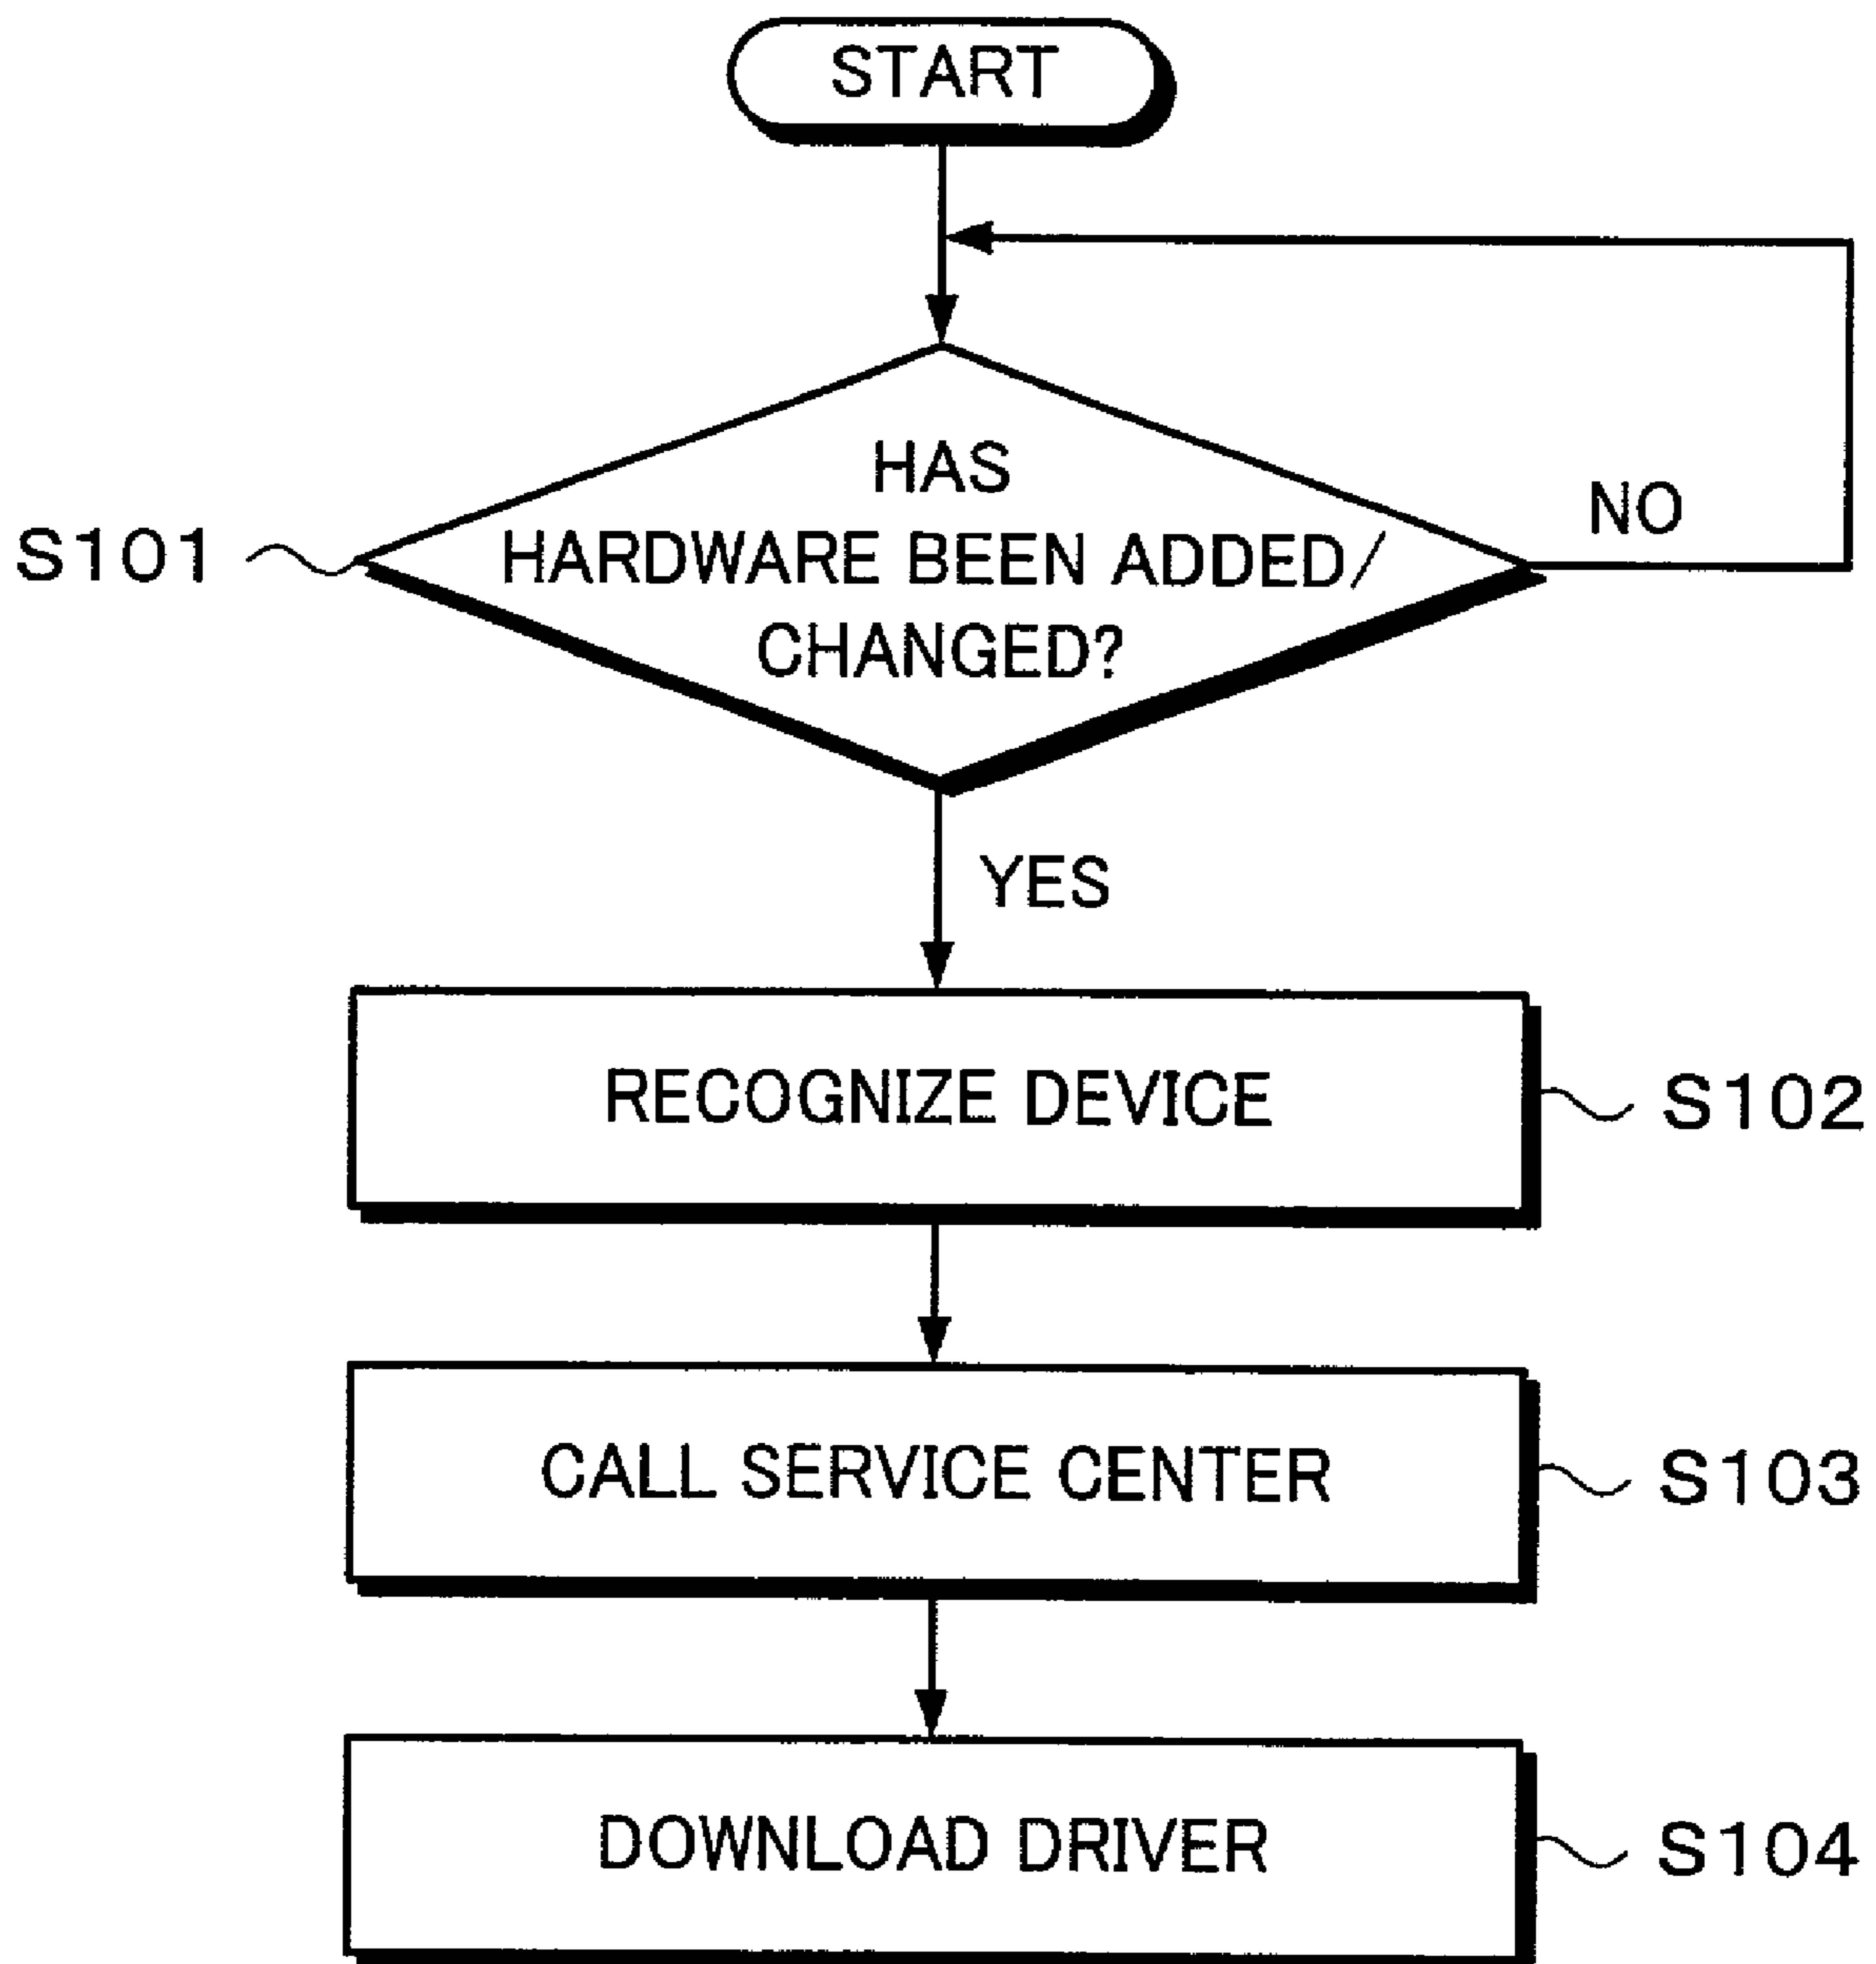 START
HAS
HARDWARE BEEN ADDED/
CHANGED?
S101
NO
YES
RECOGNIZE DEVICE
S102
CALL SERVICE CENTER
S103
DOWNLOAD DRIVER
S104